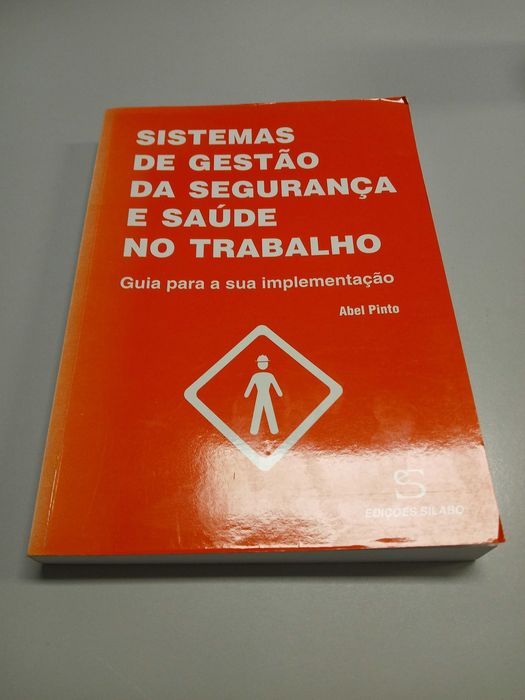 SISTEMAS
DE GESTÃO
DA SEGURANÇA
E SAÚDE
NO TRABALHO
Guia para a sua implementação
Abel Pinto
EDIÇÕES SÍLABO